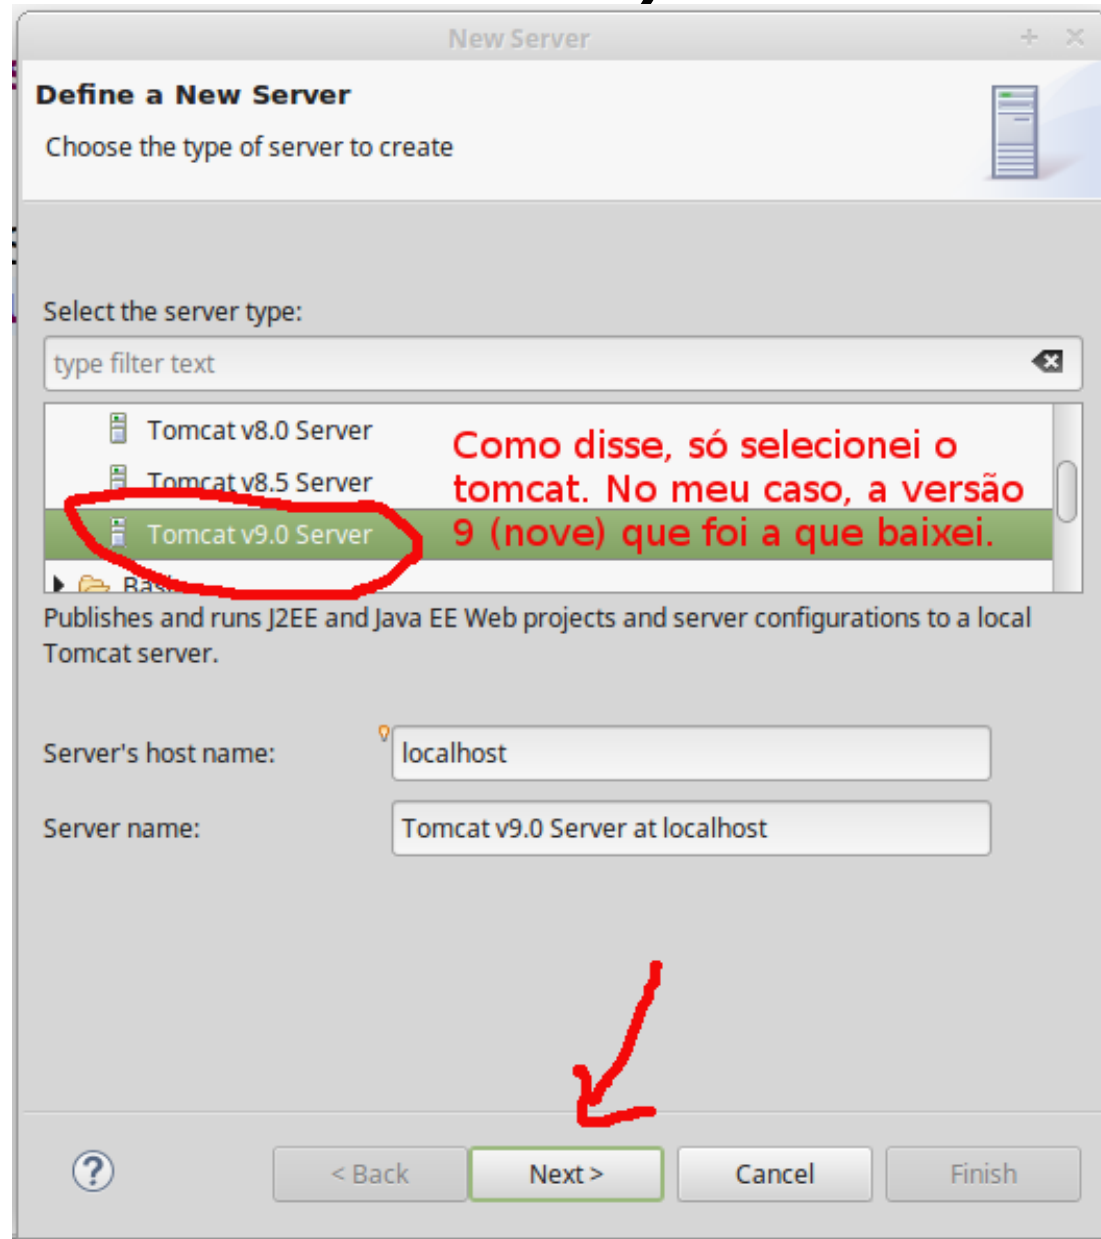 New Server
Define a New Server
Choose the type of server to create
Select the server type:
type filter text
Tomcat v8.0 Server
Tomcat v8.5 Server
Tomcat v9.0 Server
Como disse, só selecionei o
tomcat. No meu caso, a versão
9 (nove) que foi a que baixei.
Publishes and runs J2EE and Java EE Web projects and server configurations to a local
Tomcat server.
Server's host name:
localhost
Server name:
Tomcat v9.0 Server at localhost
< Back
Next >
Cancel
Finish